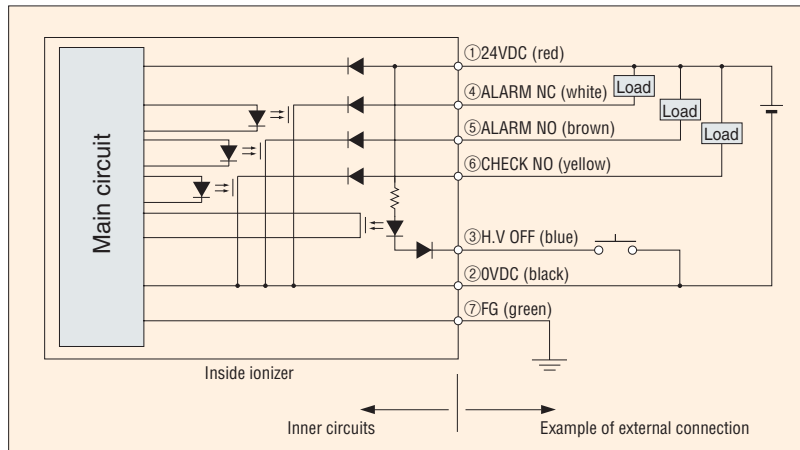 ①24VDC (red)
④ALARM NC (white)
Load
⑤ALARM NO (brown)
Load
⑥CHECK NO (yellow)
Load
Main circuit
③H.V OFF (blue)
②0VDC (black)
⑦FG (green)
Inside ionizer
Inner circuits
Example of external connection